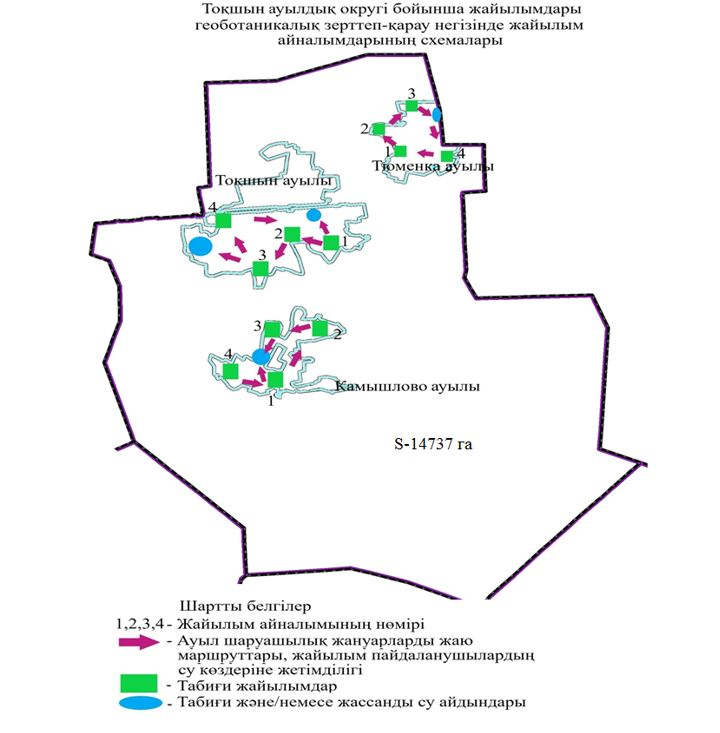 Тоқшын ауылдық округі бойынша жайылымдары
геоботаникалық зерттеп-қарау негізінде жайылым
айналымдарының схемалары
3
2
1
4
Тюменка ауылы
Тоқшын ауылы
4
2
1
3
3
2
4
Камышлово ауылы
1
S-14737 га
Шартты белгілер
1,2,3,4 - Жайылым айналымының нөмірі
- Ауыл шаруашылық жануарларды жаю
маршруттары, жайылым пайдаланушылардың
су көздеріне жетімділігі
- Табиғи жайылымдар
- Табиғи және/немесе жассанды су айдындары